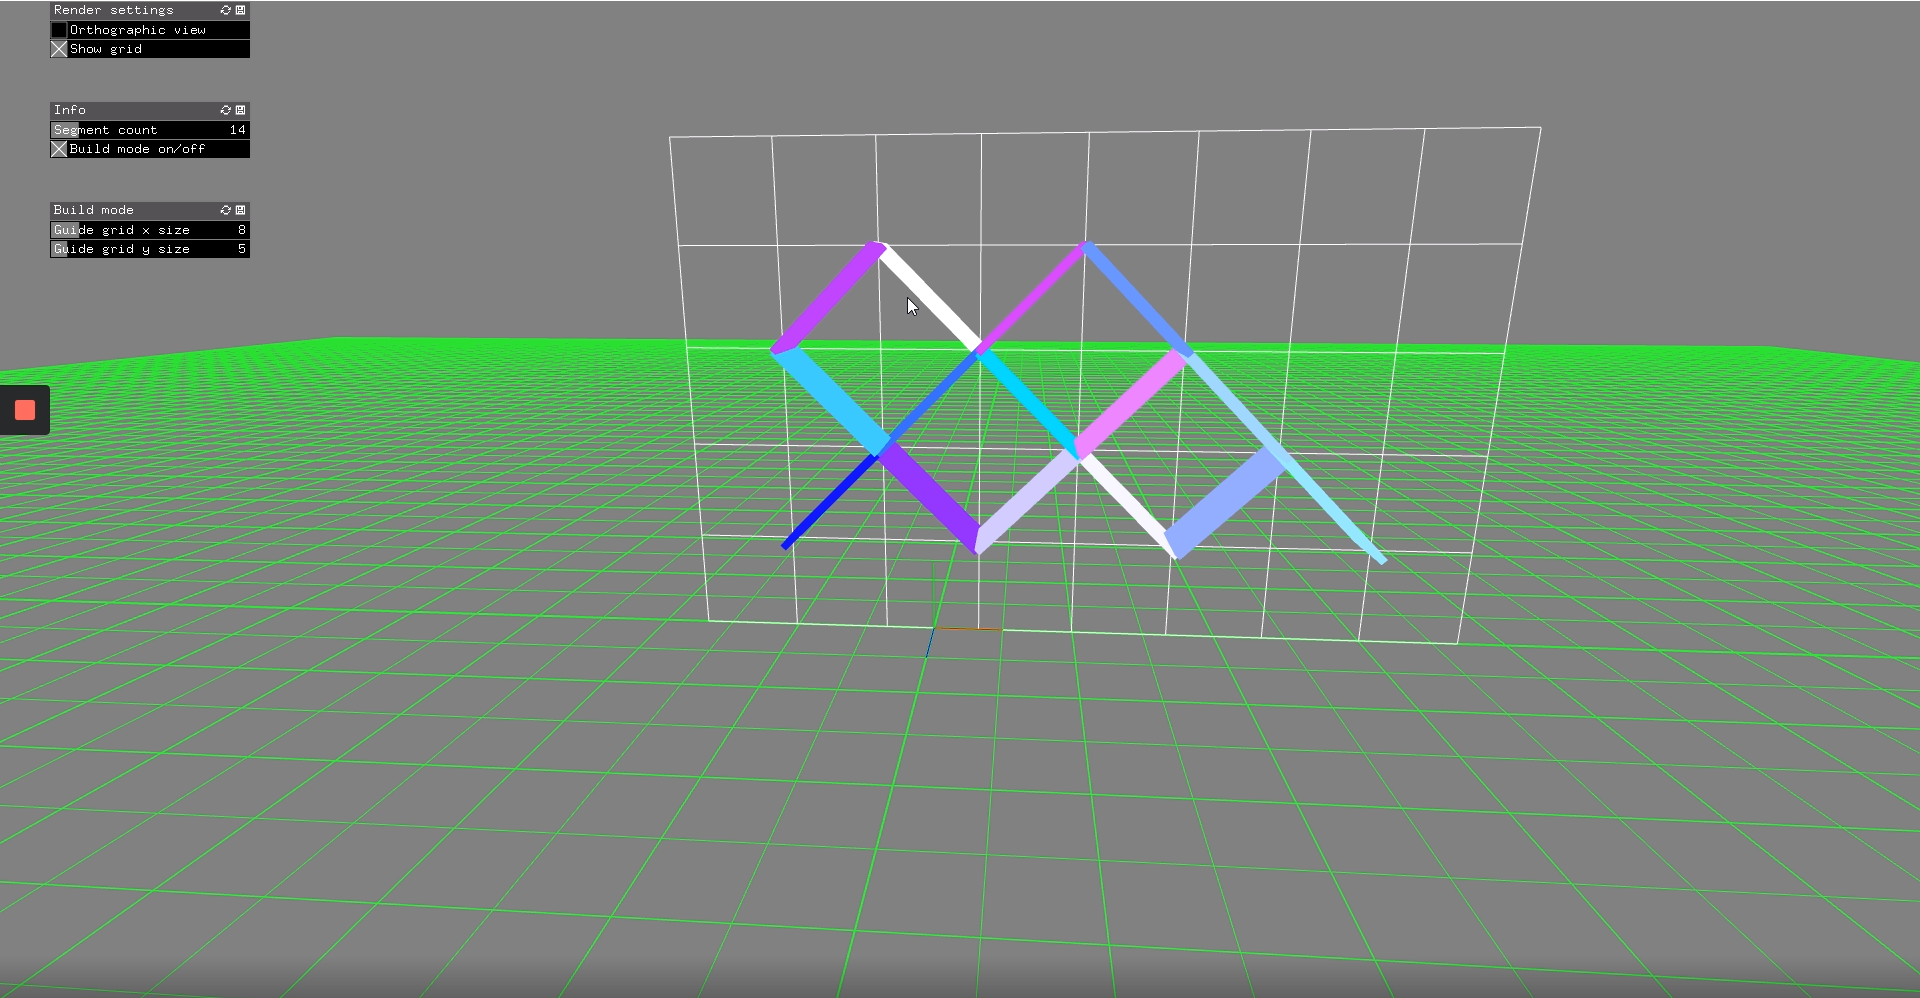 Render settings
Orthographic view
Show grid
Info
Segment count 14
Build mode on/off
Build mode
Guide grid x size 8
Guide grid y size 5